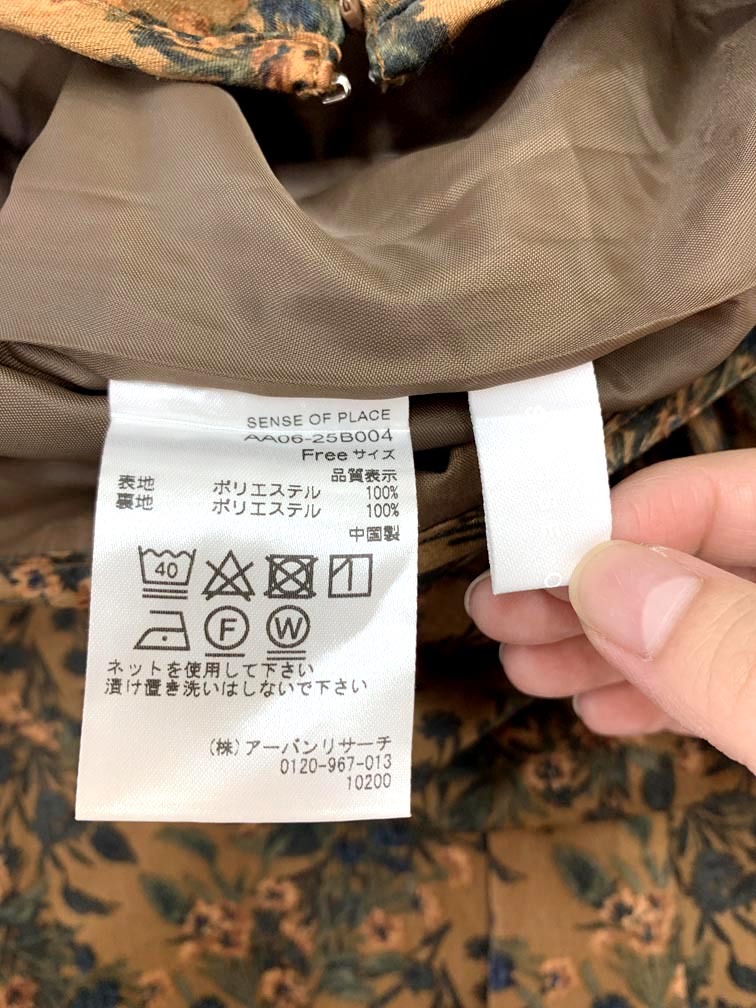 SENSE OF PLACE
AA06-25B004
Freeサイズ
品質表示
表地 ポリエステル 100%
裏地 ポリエステル 100%
中国製
40
F W
ネットを使用して下さい
漬け置き洗いはしないで下さい
(株)アーバンリサーチ
0120-967-013
10200